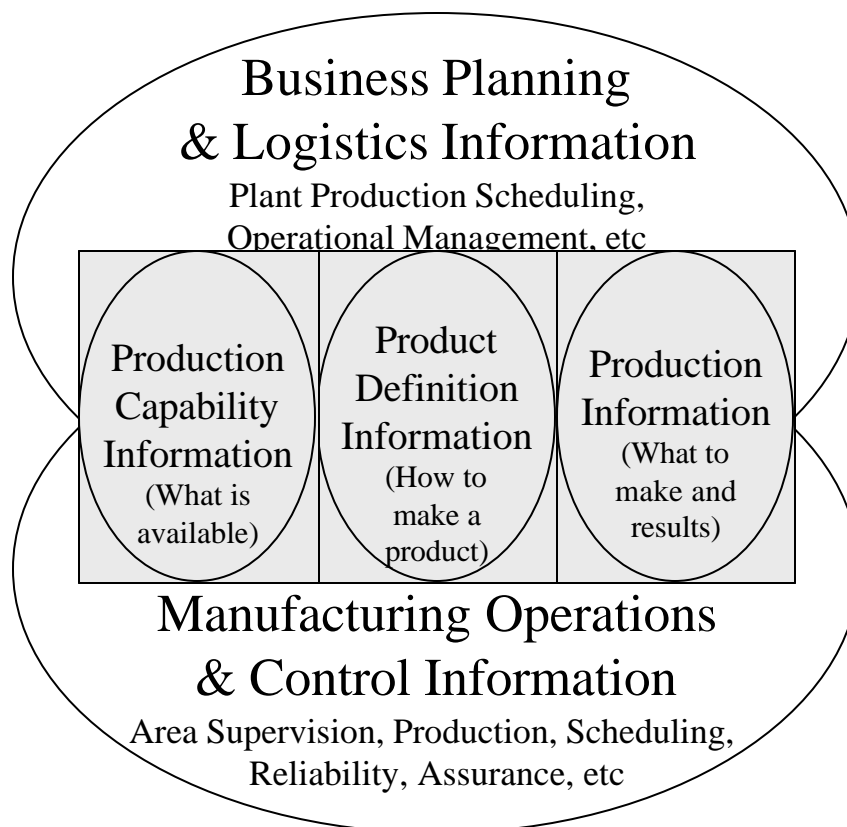 Business Planning
& Logistics Information
Plant Production Scheduling,
Operational Management, etc
Production
Capability
Information
(What is
available)
Product
Definition
Information
(How to
make a
product)
Production
Information
(What to
make and
results)
Manufacturing Operations
& Control Information
Area Supervision, Production, Scheduling,
Reliability, Assurance, etc